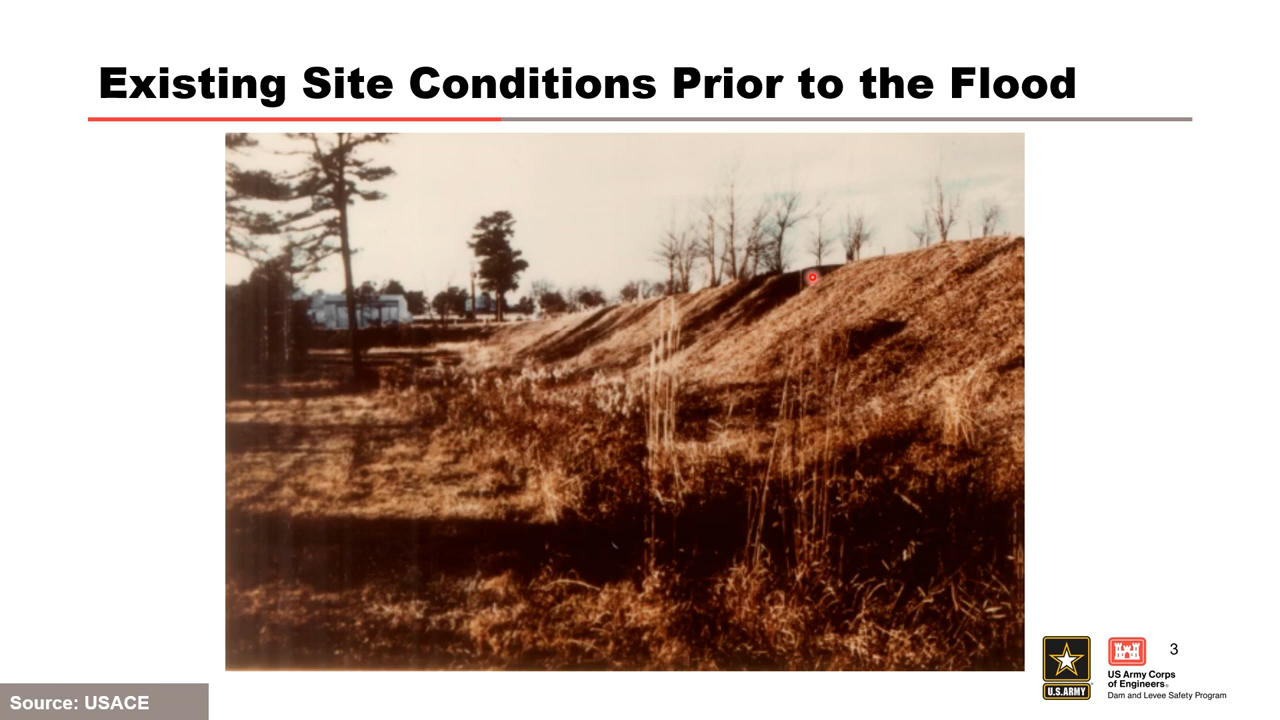 Existing Site Conditions Prior to the Flood
3
U.S.ARMY
US Army Corps
of Engineers®
Dam and Levee Safety Program
Source: USACE